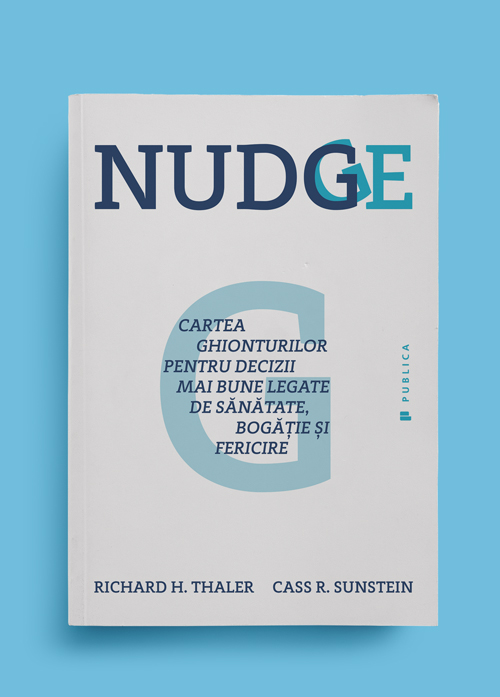 NUDGE
G
CARTEA
GHIONTURILOR
PENTRU DECIZII
MAI BUNE LEGATE
DE SĂNĂTATE,
BOGĂȚIE ȘI
FERICIRE
PUBLICA
RICHARD H. THALER CASS R. SUNSTEIN